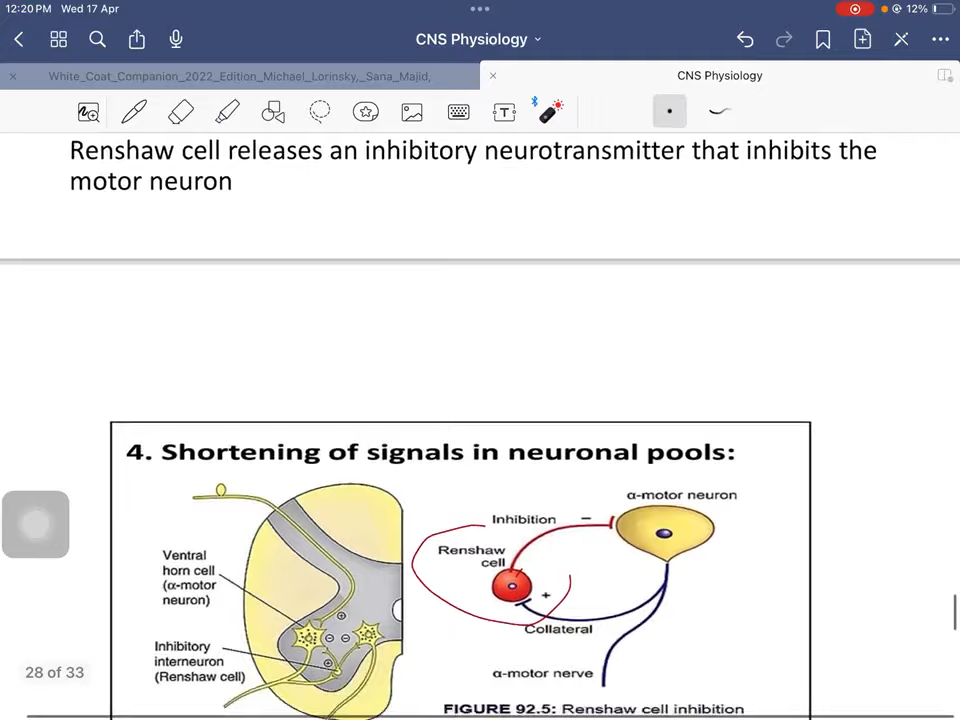 12:20 PM Wed 17 Apr
12%
CNS Physiology
White_Coat_Companion_2022_Edition_Michael_Lorinsky,_Sana_Majid,
CNS Physiology
T
Renshaw cell releases an inhibitory neurotransmitter that inhibits the
motor neuron
4. Shortening of signals in neuronal pools:
Ventral
horn cell
(α-motor
neuron)
Inhibitory
interneuron
(Renshaw cell)
α-motor neuron
Inhibition −
Renshaw
cell
+
Collateral
α-motor nerve
FIGURE 92.5: Renshaw cell inhibition
28 of 33